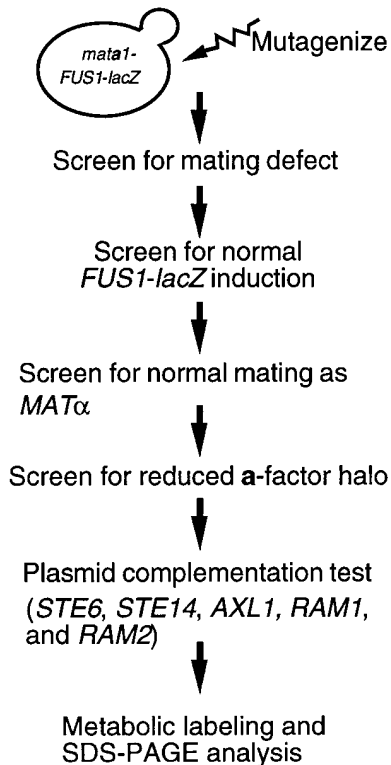 mata1-
FUS1-lacZ
Mutagenize
Screen for mating defect
Screen for normal
FUS1-lacZ induction
Screen for normal mating as
MATα
Screen for reduced a-factor halo
Plasmid complementation test
(STE6, STE14, AXL1, RAM1,
and RAM2)
Metabolic labeling and
SDS-PAGE analysis